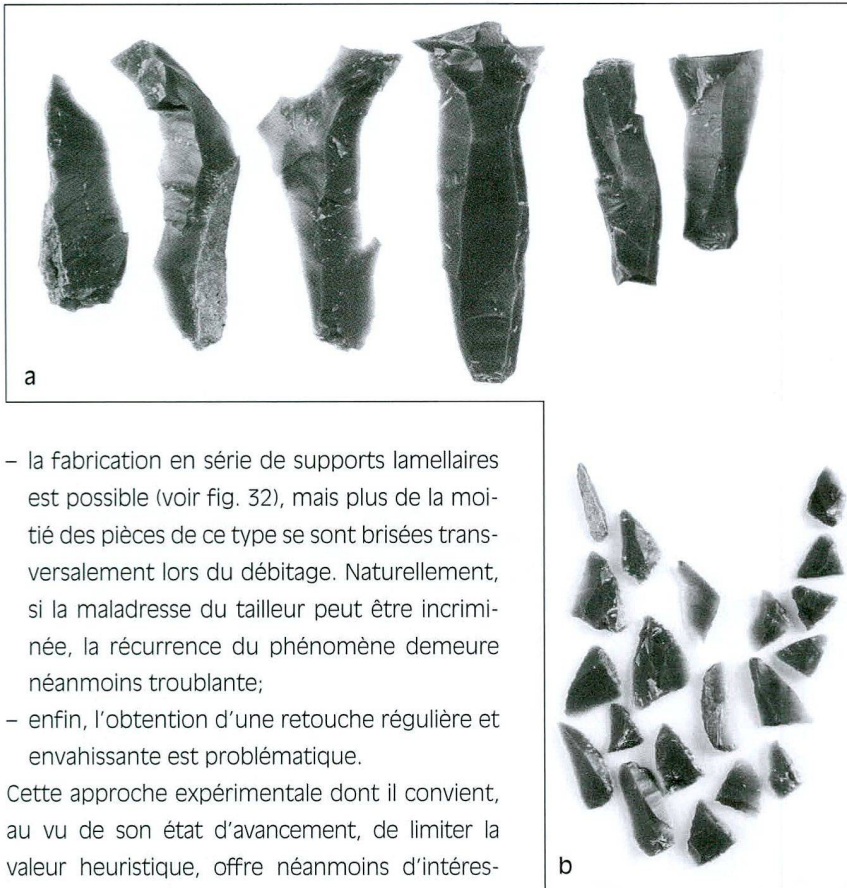 a
– la fabrication en série de supports lamellaires
est possible (voir fig. 32), mais plus de la moi-
tié des pièces de ce type se sont brisées trans-
versalement lors du débitage. Naturellement,
si la maladresse du tailleur peut être incrimi-
née, la récurrence du phénomène demeure
néanmoins troublante;
– enfin, l'obtention d'une retouche régulière et
envahissante est problématique.
Cette approche expérimentale dont il convient,
au vu de son état d'avancement, de limiter la
valeur heuristique, offre néanmoins d'intéres-
b